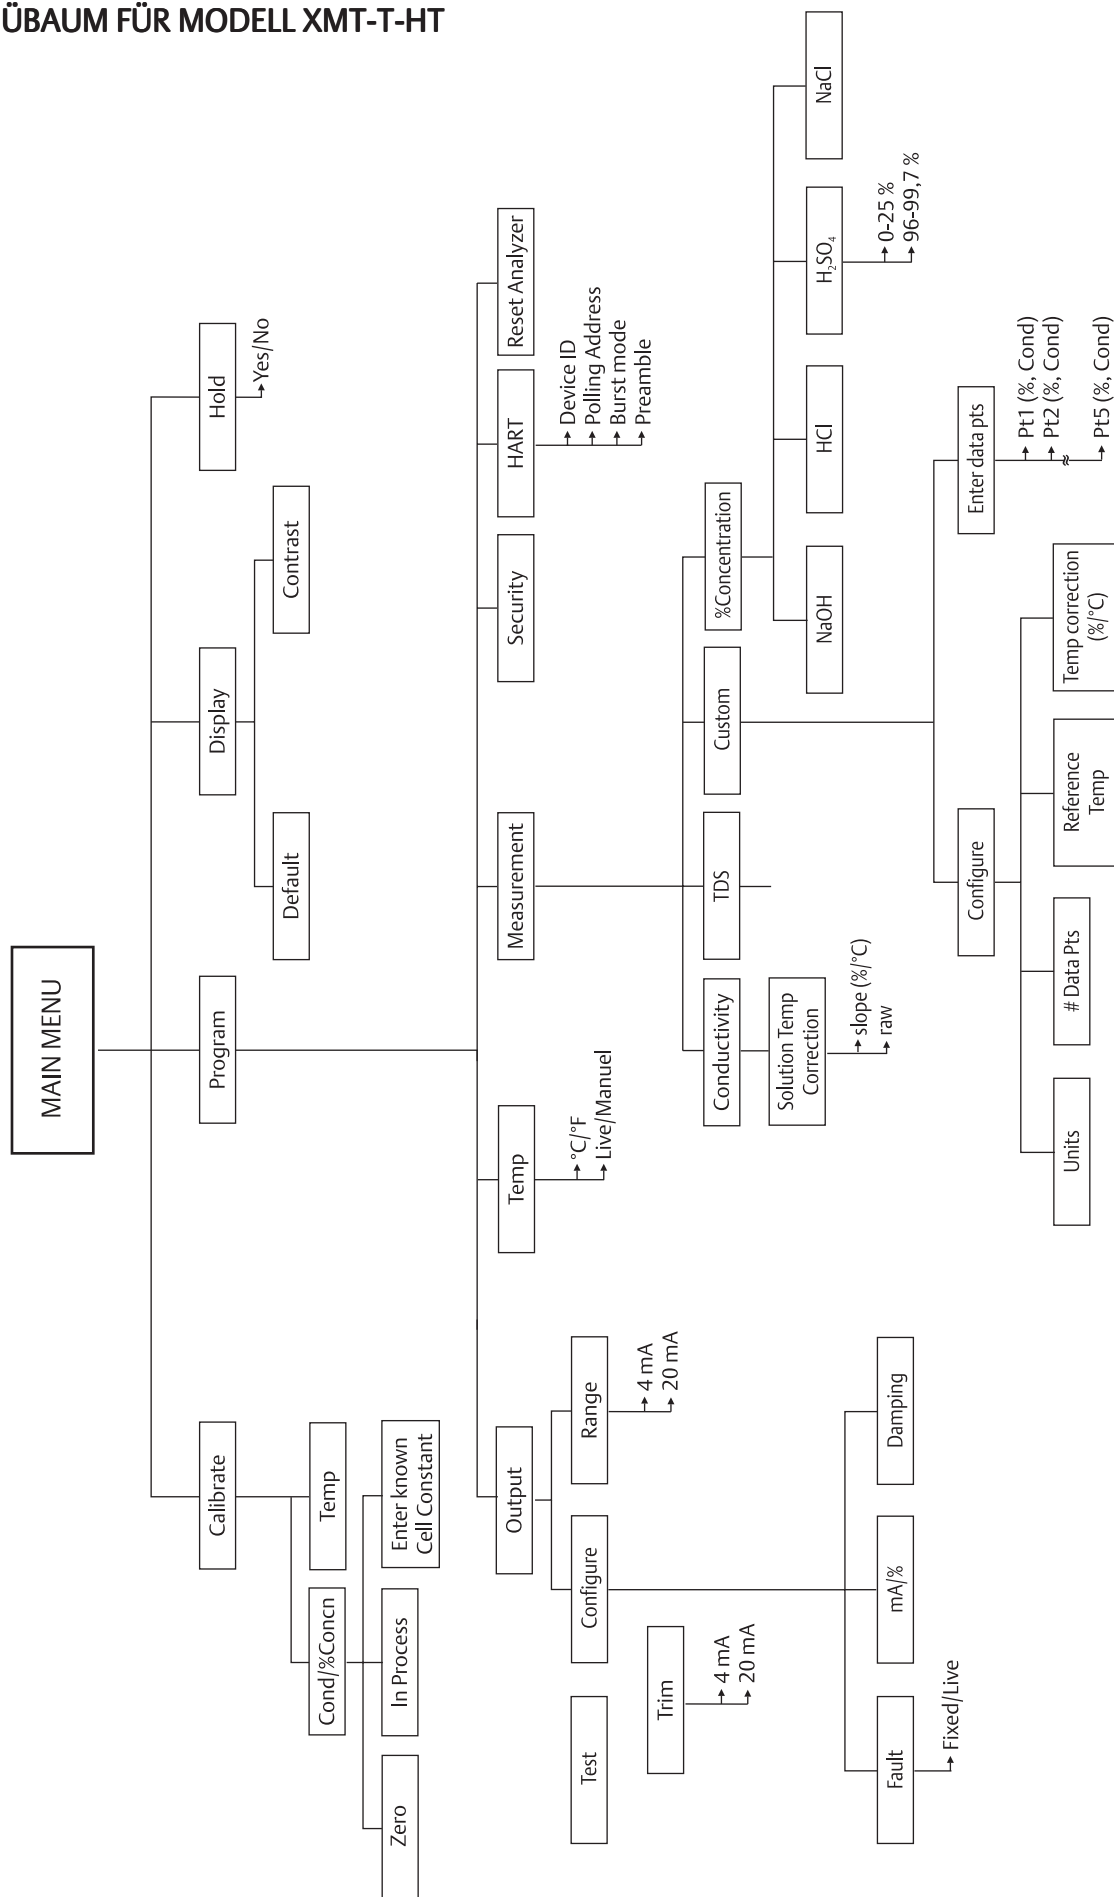 ÜBAUM FÜR MODELL XMT-T-HT
MAIN MENU
Calibrate
Program
Display
Hold
Yes/No
Cond/%Concn
Temp
Default
Contrast
Zero
In Process
Enter known
Cell Constant
Output
Temp
Measurement
Security
HART
Reset Analyzer
°C/°F
Live/Manuel
Device ID
Polling Address
Burst mode
Preamble
Test
Configure
Range
4 mA
20 mA
Trim
4 mA
20 mA
Conductivity
TDS
Custom
%Concentration
Solution Temp
Correction
slope (%/°C)
raw
NaOH
HCl
H₂SO₄
NaCl
0-25 %
96-99,7 %
Fault
mA/%
Damping
Fixed/Live
Configure
Enter data pts
Pt1 (%, Cond)
Pt2 (%, Cond)
Pt5 (%, Cond)
Units
# Data Pts
Reference
Temp
Temp correction
(%/°C)